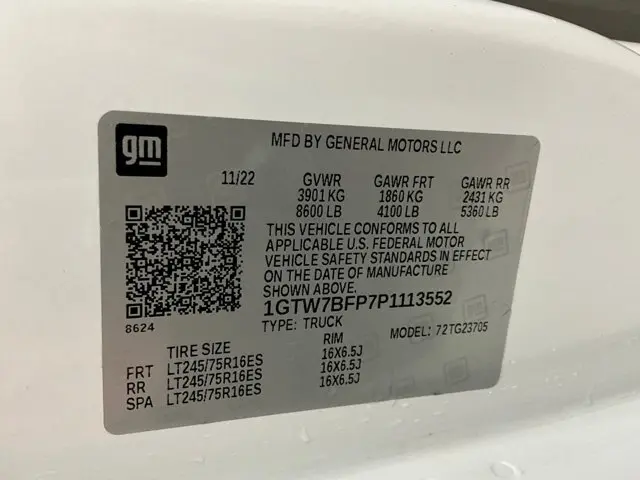 gm
MFD BY GENERAL MOTORS LLC
11/22 GVWR GAWR FRT GAWR RR
3901 KG 1860 KG 2431 KG
8600 LB 4100 LB 5360 LB
THIS VEHICLE CONFORMS TO ALL
APPLICABLE U.S. FEDERAL MOTOR
VEHICLE SAFETY STANDARDS IN EFFECT
ON THE DATE OF MANUFACTURE
SHOWN ABOVE.
1GTW7BFP7P1113552
8624
TYPE: TRUCK MODEL: 72TG23705
TIRE SIZE RIM
FRT LT245/75R16ES 16X6.5J
RR LT245/75R16ES 16X6.5J
SPA LT245/75R16ES 16X6.5J